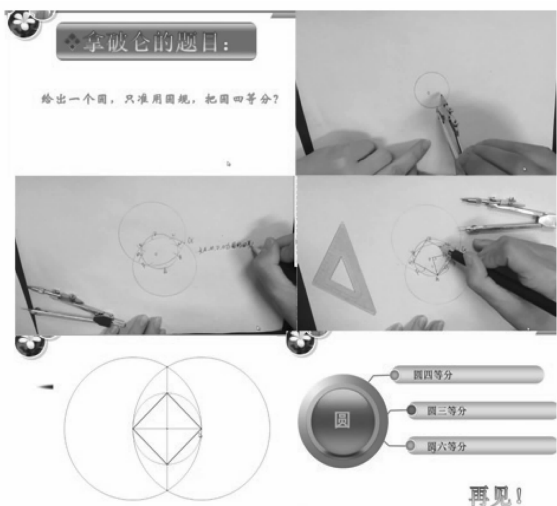 拿破仑的题目：
给出一个圆，只准用圆规，把圆四等分？
圆
圆四等分
圆三等分
圆六等分
再见！